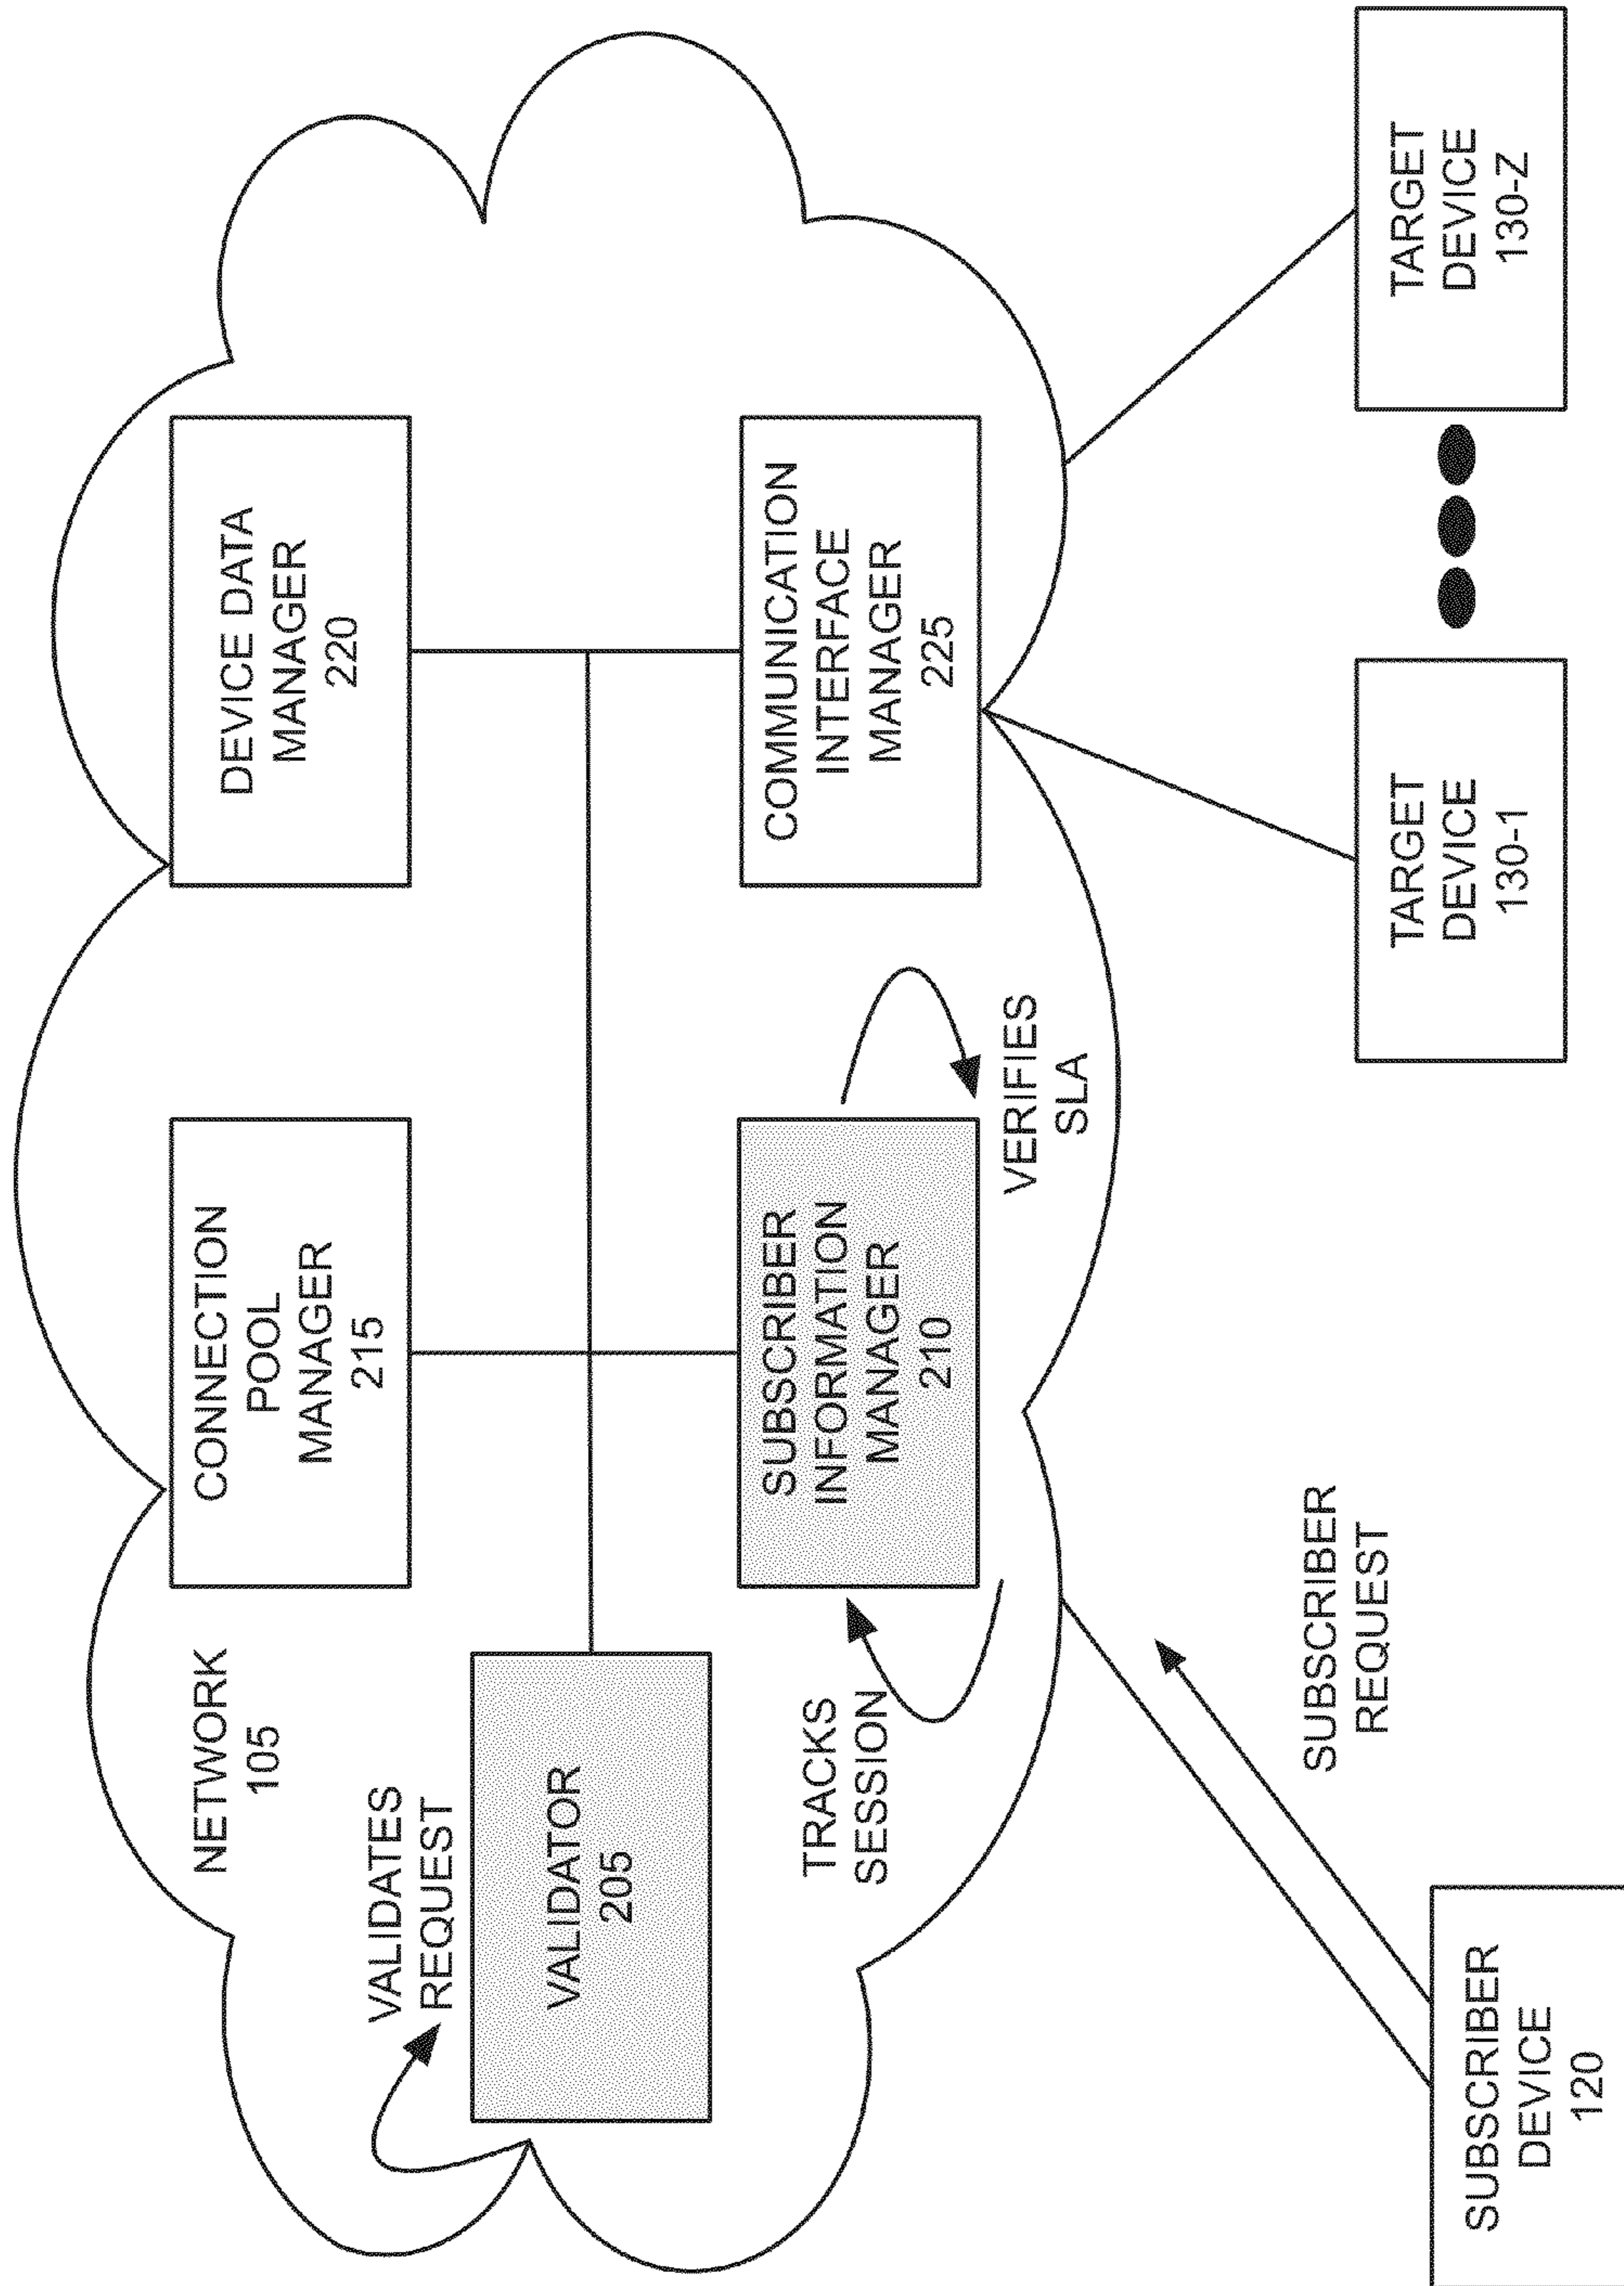 NETWORK
105
CONNECTION
POOL
MANAGER
215
DEVICE DATA
MANAGER
220
VALIDATES
REQUEST
VALIDATOR
205
TRACKS
SESSION
SUBSCRIBER
INFORMATION
MANAGER
210
VERIFIES
SLA
COMMUNICATION
INTERFACE
MANAGER
225
SUBSCRIBER
REQUEST
SUBSCRIBER
DEVICE
120
TARGET
DEVICE
130-1
TARGET
DEVICE
130-Z